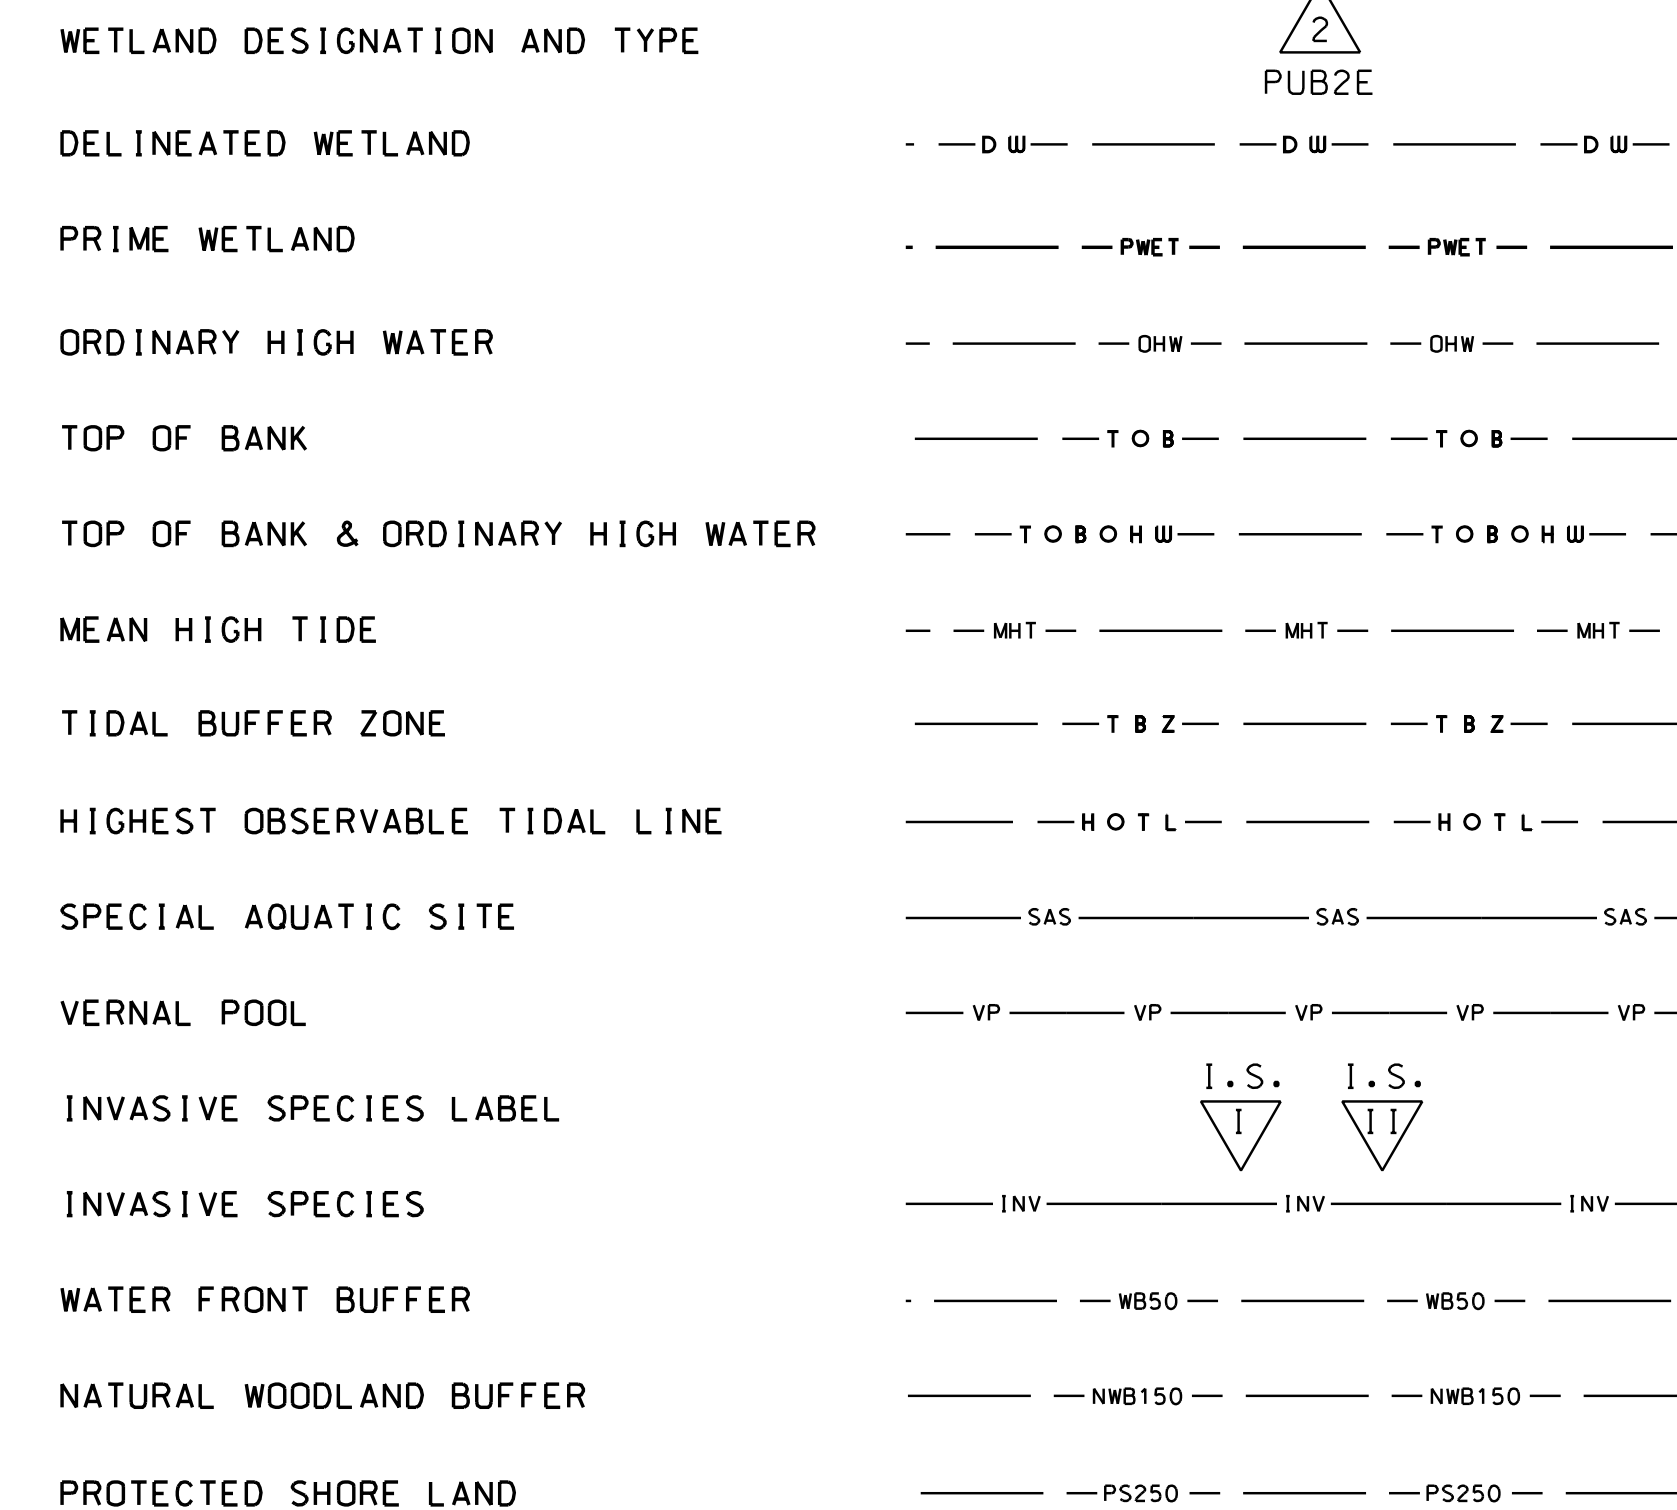 2
WETLAND DESIGNATION AND TYPE
PUB2E
DELINEATED WETLAND DW DW DW
PRIME WETLAND PWET PWET
ORDINARY HIGH WATER OHW OHW
TOP OF BANK TOB TOB
TOP OF BANK & ORDINARY HIGH WATER TOBOHW TOBOHW
MEAN HIGH TIDE MHT MHT MHT
TIDAL BUFFER ZONE TBZ TBZ
HIGHEST OBSERVABLE TIDAL LINE HOTL HOTL
SPECIAL AQUATIC SITE SAS SAS SAS
VERNAL POOL VP VP VP VP VP
I.S. I.S.
INVASIVE SPECIES LABEL I II
INVASIVE SPECIES INV INV INV
WATER FRONT BUFFER WB50 WB50
NATURAL WOODLAND BUFFER NWB150 NWB150
PROTECTED SHORE LAND PS250 PS250